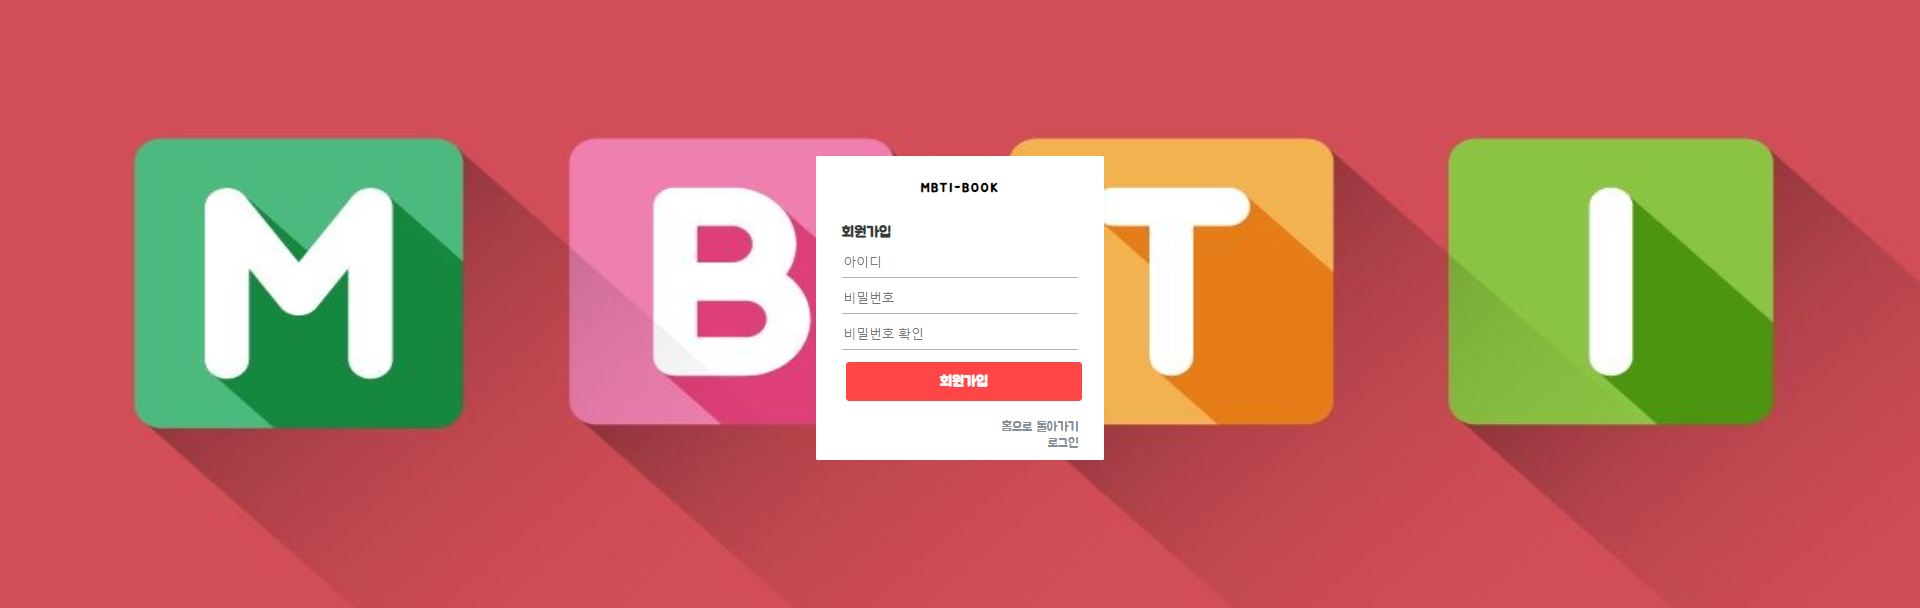 M B T I
MBTI-BOOK
회원가입
아이디
비밀번호
비밀번호 확인
회원가입
홈으로 돌아가기
로그인